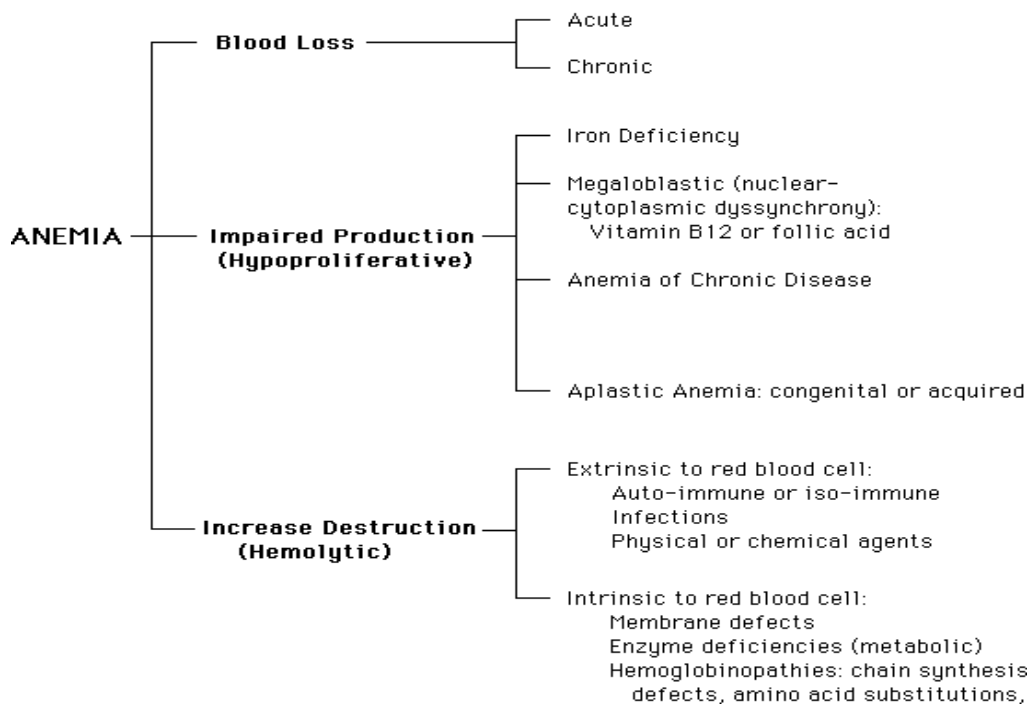 Blood Loss
Acute
Chronic
ANEMIA
Impaired Production
(Hypoproliferative)
Iron Deficiency
Megaloblastic (nuclear-
cytoplasmic dyssynchrony):
Vitamin B12 or follic acid
Anemia of Chronic Disease
Aplastic Anemia: congenital or acquired
Increase Destruction
(Hemolytic)
Extrinsic to red blood cell:
Auto-immune or iso-immune
Infections
Physical or chemical agents
Intrinsic to red blood cell:
Membrane defects
Enzyme deficiencies (metabolic)
Hemoglobinopathies: chain synthesis
defects, amino acid substitutions,